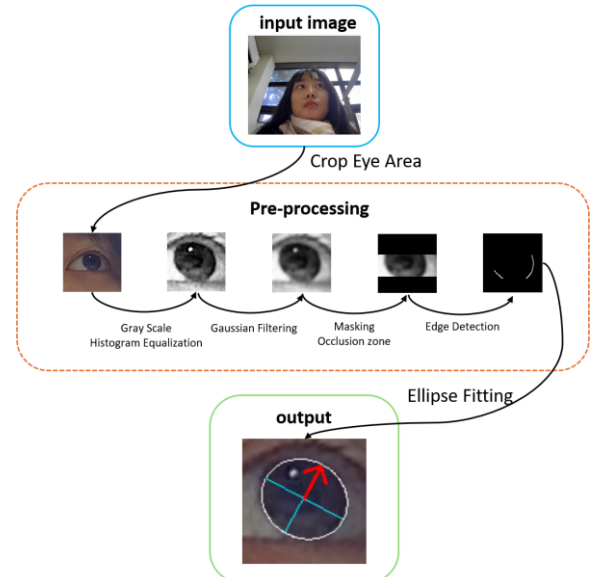 input image
Crop Eye Area
Pre-processing
Gray Scale
Histogram Equalization
Gaussian Filtering
Masking
Occlusion zone
Edge Detection
Ellipse Fitting
output